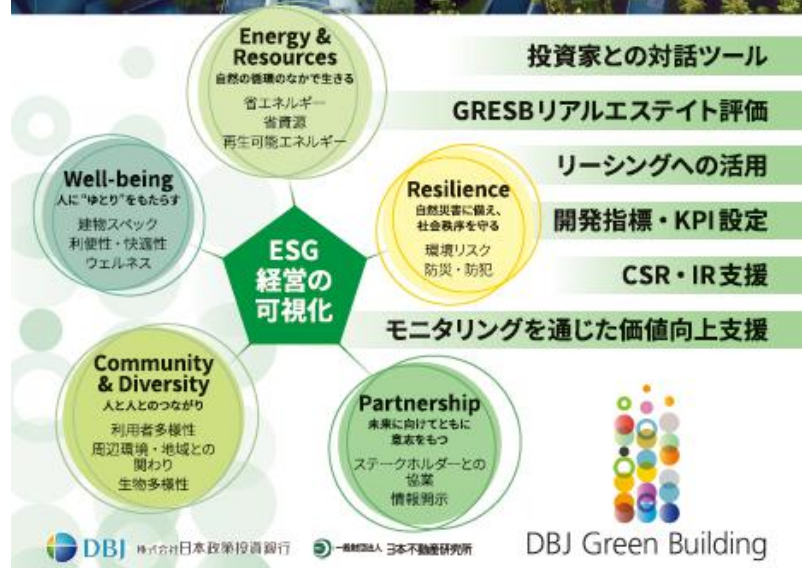 Energy &
Resources
自然の循環のなかで生きる
省エネルギー
省資源
再生可能エネルギー
投資家との対話ツール
GRESBリアルエステイト評価
リーシングへの活用
開発指標・KPI設定
CSR・IR支援
モニタリングを通じた価値向上支援
Well-being
人に"ゆとり"をもたらす
建物スペック
利便性・快適性
ウェルネス
Resilience
自然災害に備え、
社会秩序を守る
環境リスク
防災・防犯
ESG
経営の
可視化
Community
& Diversity
人と人とのつながり
利用者多様性
周辺環境・地域との
関わり
生物多様性
Partnership
未来に向けてともに
意志をもつ
ステークホルダーとの
協業
情報開示
DBJ 株式会社日本政策投資銀行
一般財団法人 日本不動産研究所
DBJ Green Building